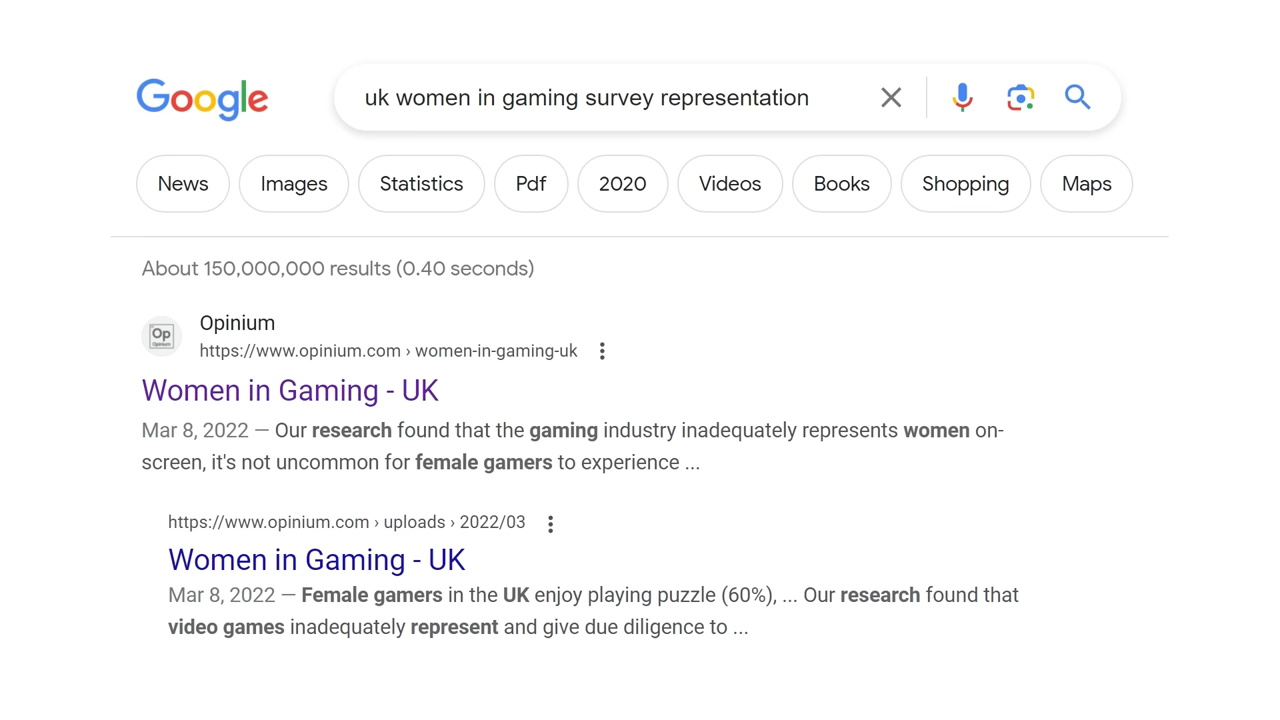 Google
uk women in gaming survey representation
News Images Statistics Pdf 2020 Videos Books Shopping Maps
About 150,000,000 results (0.40 seconds)
Op
Opinium
Opinium
https://www.opinium.com › women-in-gaming-uk
Women in Gaming - UK
Mar 8, 2022 — Our research found that the gaming industry inadequately represents women on-
screen, it's not uncommon for female gamers to experience ...
https://www.opinium.com › uploads › 2022/03
Women in Gaming - UK
Mar 8, 2022 — Female gamers in the UK enjoy playing puzzle (60%), ... Our research found that
video games inadequately represent and give due diligence to ...